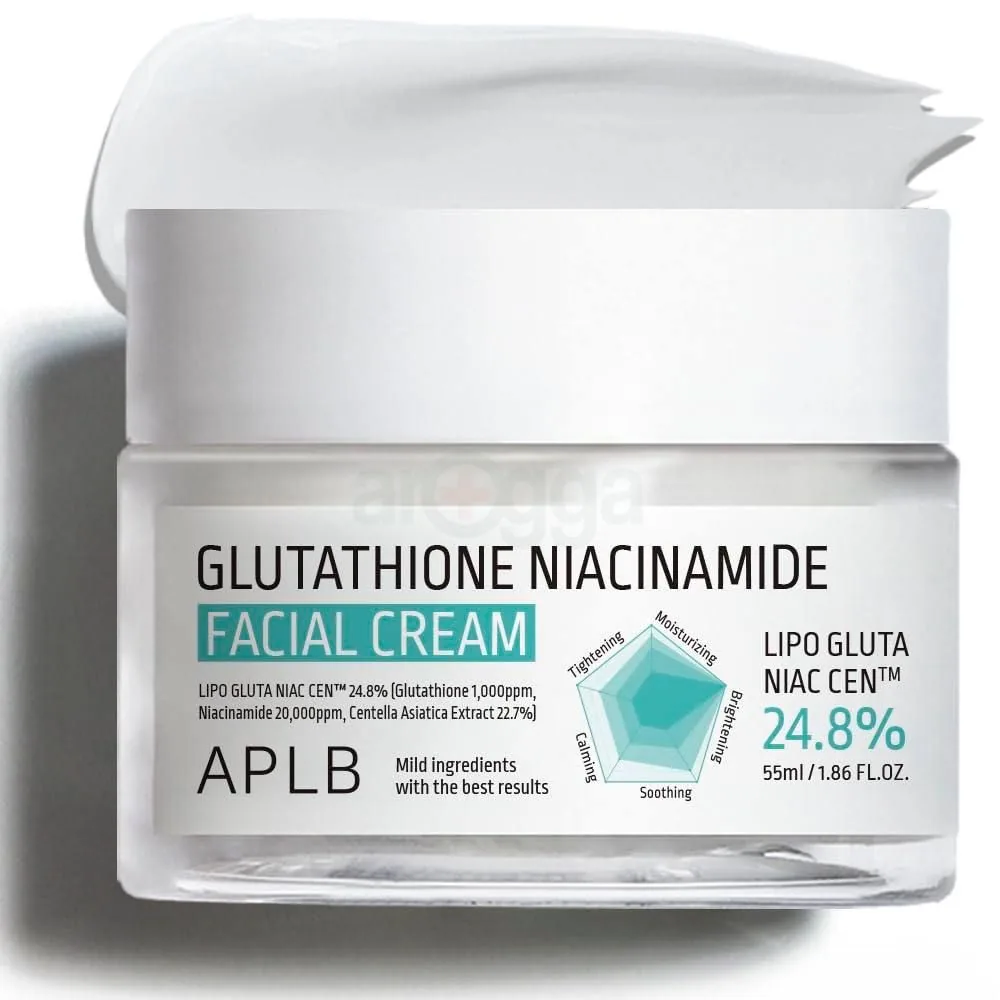 arogga
GLUTATHIONE NIACINAMIDE
FACIAL CREAM
LIPO GLUTA NIAC CEN™ 24.8% (Glutathione 1,000ppm,
Niacinamide 20,000ppm, Centella Asiatica Extract 22.7%)
APLB
Mild ingredients
with the best results
Tightening
Moisturizing
Brightening
Soothing
Calming
LIPO GLUTA
NIAC CEN™
24.8%
55ml / 1.86 FL.OZ.